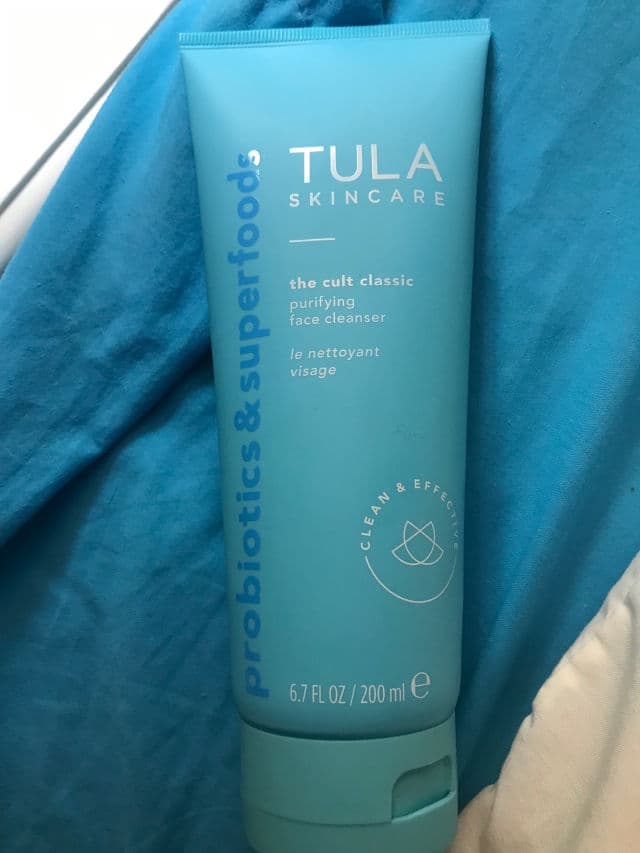 TULA
SKINCARE
the cult classic
purifying
face cleanser
le nettoyant
visage
probiotics & superfoods
CLEAN & EFFECTIVE
6.7 FL OZ / 200 ml ℮